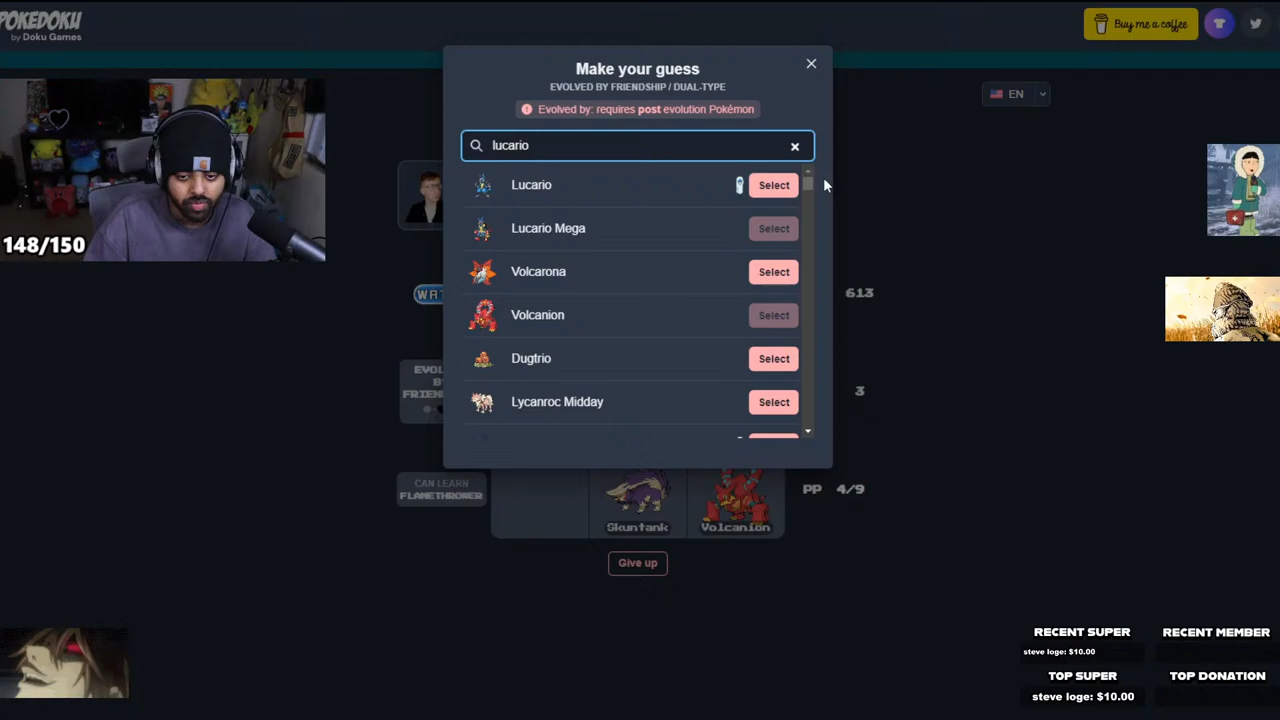 POKEDOKU
by Doku Games
Buy me a coffee
Make your guess
EVOLVED BY FRIENDSHIP / DUAL-TYPE
Evolved by: requires post evolution Pokémon
EN
lucario
Lucario
Select
Lucario Mega
Select
Volcarona
Select
Volcanion
Select
Dugtrio
Select
Lycanroc Midday
Select
148/150
WAT
613
EVOL
B
FRIEN
3
CAN LEARN
FLAMETHROWER
Skuntank
Volcanion
PP 4/9
Give up
RECENT SUPER
RECENT MEMBER
steve loge: $10.00
TOP SUPER
TOP DONATION
steve loge: $10.00